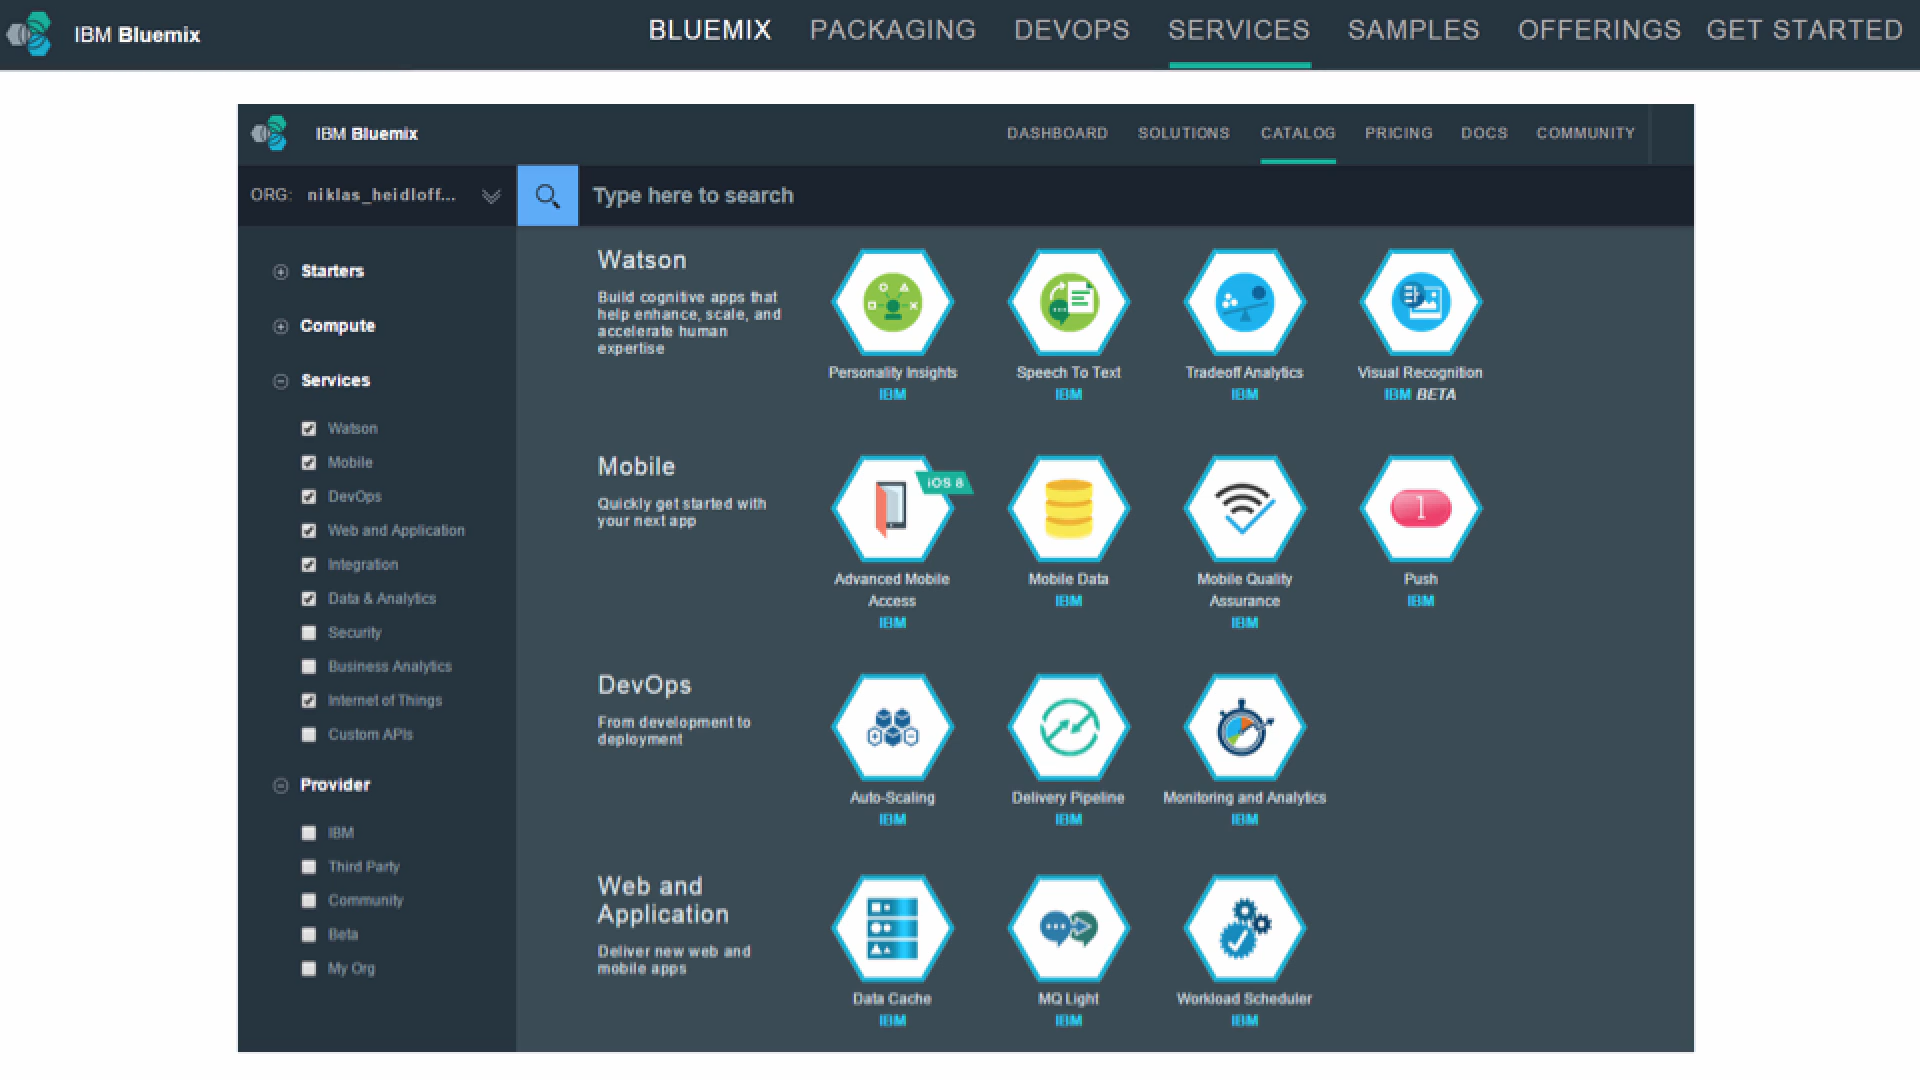 IBM Bluemix
BLUEMIX PACKAGING DEVOPS SERVICES SAMPLES OFFERINGS GET STARTED
IBM Bluemix
DASHBOARD SOLUTIONS CATALOG PRICING DOCS COMMUNITY
ORG: niklas_heidloff...
Type here to search
Starters
Compute
Services
Watson
Mobile
DevOps
Web and Application
Integration
Data & Analytics
Security
Business Analytics
Internet of Things
Custom APIs
Provider
IBM
Third Party
Community
Beta
My Org
Watson
Build cognitive apps that
help enhance, scale, and
accelerate human
expertise
Personality Insights
IBM
Speech To Text
IBM
Tradeoff Analytics
IBM
Visual Recognition
IBM BETA
Mobile
Quickly get started with
your next app
iOS 8
Advanced Mobile
Access
IBM
Mobile Data
IBM
Mobile Quality
Assurance
IBM
1
Push
IBM
DevOps
From development to
deployment
Auto-Scaling
IBM
Delivery Pipeline
IBM
Monitoring and Analytics
IBM
Web and
Application
Deliver new web and
mobile apps
Data Cache
IBM
MQ Light
IBM
Workload Scheduler
IBM